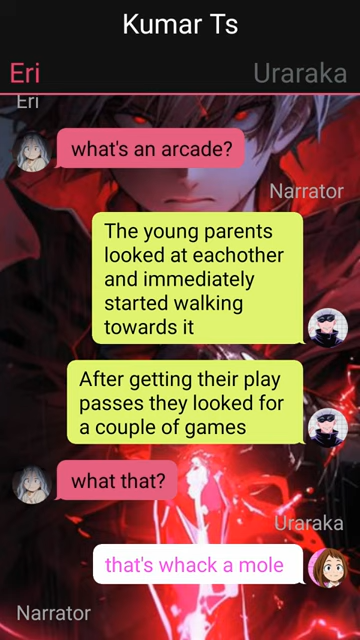 Kumar Ts
Eri
Uraraka
Eri
what's an arcade?
Narrator
The young parents
looked at eachother
and immediately
started walking
towards it
After getting their play
passes they looked for
a couple of games
what that?
Uraraka
that's whack a mole
Narrator